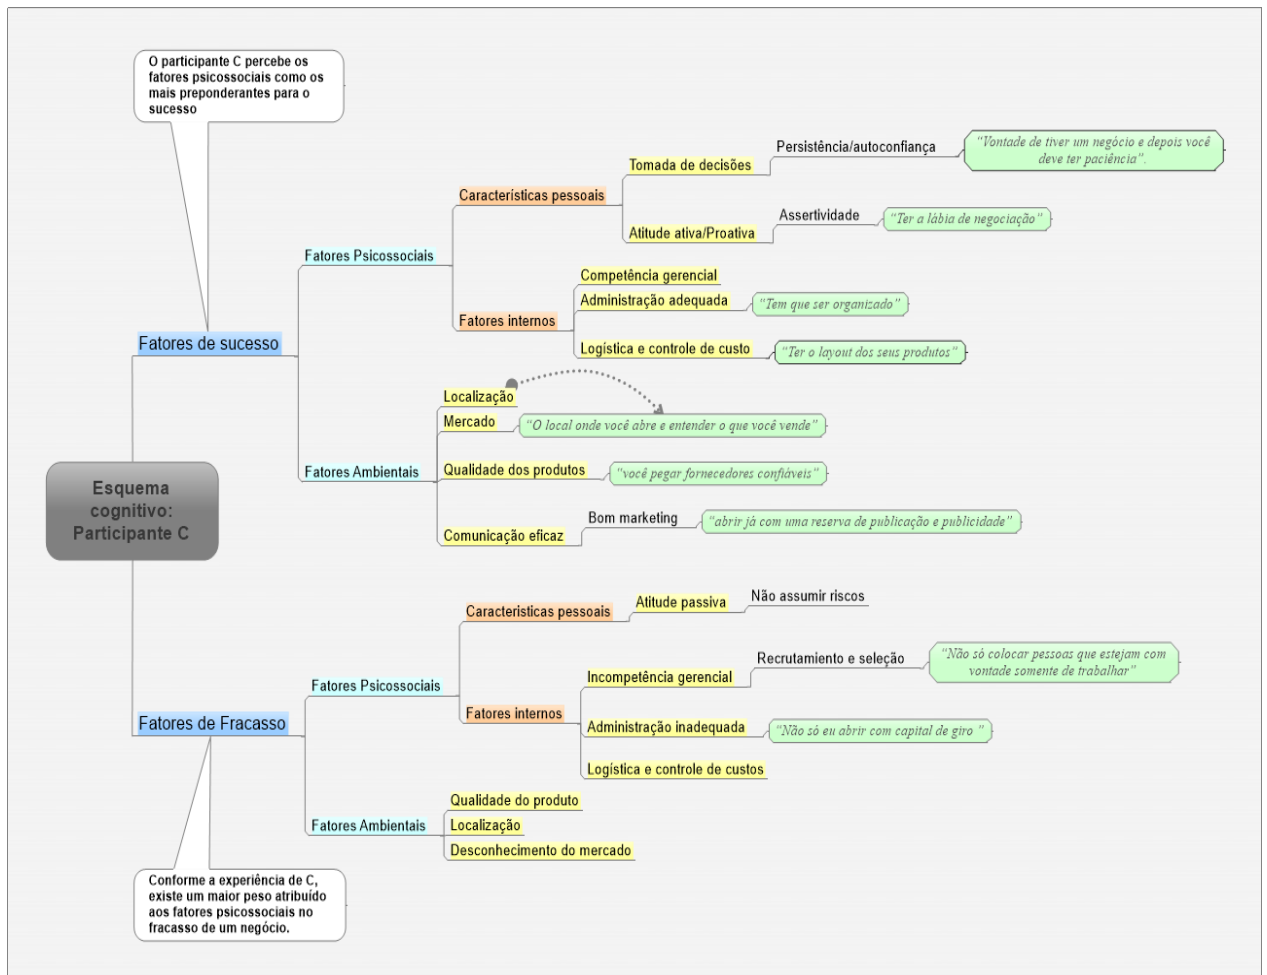 O participante C percebe os
fatores psicossociais como os
mais preponderantes para o
sucesso
Persistência/autoconfiança
“Vontade de tiver um negócio e depois você
deve ter paciência”.
Tomada de decisões
Características pessoais
Assertividade
“Ter a lábia de negociação”
Atitude ativa/Proativa
Fatores Psicossociais
Competência gerencial
Administração adequada
“Tem que ser organizado”
Fatores internos
Fatores de sucesso
Logística e controle de custo
“Ter o layout dos seus produtos”
Localização
Mercado
“O local onde você abre e entender o que você vende”
Fatores Ambientais
Qualidade dos produtos
“você pegar fornecedores confiáveis”
Bom marketing
“abrir já com uma reserva de publicação e publicidade”
Comunicação eficaz
Esquema
cognitivo:
Participante C
Caracteristicas pessoais
Atitude passiva
Não assumir riscos
Recrutamiento e seleção
“Não só colocar pessoas que estejam com
vontade somente de trabalhar”
Incompetência gerencial
Fatores Psicossociais
Fatores internos
Fatores de Fracasso
Administração inadequada
“Não só eu abrir com capital de giro ”
Logística e controle de custos
Qualidade do produto
Fatores Ambientais
Localização
Desconhecimento do mercado
Conforme a experiência de C,
existe um maior peso atribuído
aos fatores psicossociais no
fracasso de um negócio.